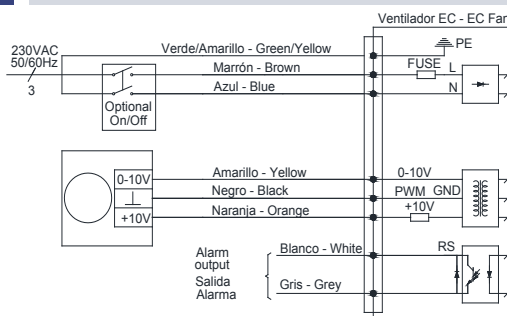 Ventilador EC - EC Fan
230VAC
50/60Hz
3
Verde/Amarillo - Green/Yellow
Marrón - Brown
Azul - Blue
Optional
On/Off
PE
FUSE
L
N
0-10V
+10V
Amarillo - Yellow
Negro - Black
Naranja - Orange
0-10V
PWM GND
+10V
Alarm
output
Salida
Alarma
Blanco - White
Gris - Grey
RS